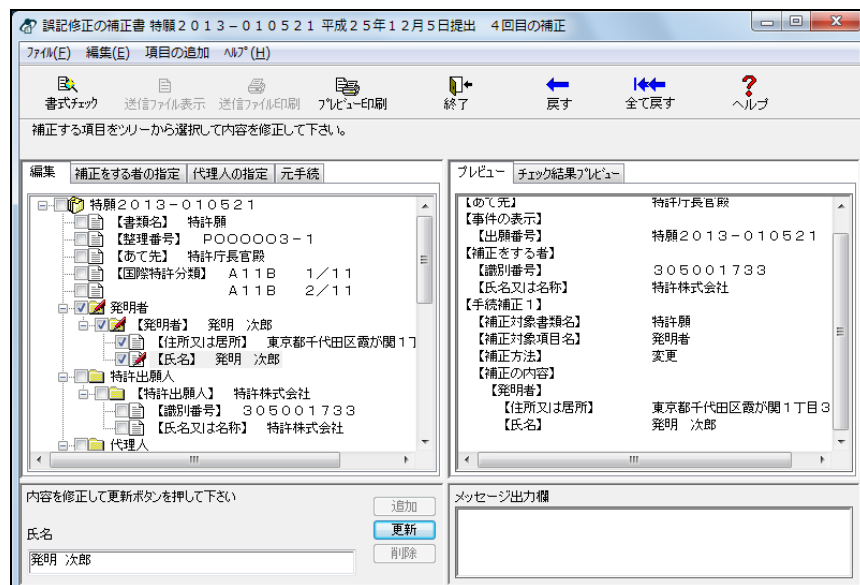 誤記修正の補正書 特願２０１３－０１０５２１ 平成２５年１２月５日提出　４回目の補正
ﾌｧｲﾙ(F)　編集(E)　項目の追加　ﾍﾙﾌﾟ(H)
書式ﾁｪｯｸ　送信ﾌｧｲﾙ表示　送信ﾌｧｲﾙ印刷　ﾌﾟﾚﾋﾞｭｰ印刷　終了　戻す　全て戻す　ヘルプ
補正する項目をツリーから選択して内容を修正して下さい。
編集　補正をする者の指定　代理人の指定　元手続
特願２０１３－０１０５２１
【書類名】　特許願
【整理番号】　Ｐ００００００３－１
【あて先】　特許庁長官殿
【国際特許分類】　Ａ１１Ｂ　１／１１
Ａ１１Ｂ　２／１１
発明者
【発明者】　発明　次郎
【住所又は居所】　東京都千代田区霞が関１丁
【氏名】　発明　次郎
特許出願人
【特許出願人】　特許株式会社
【識別番号】　３０５００１７３３
【氏名又は名称】　特許株式会社
代理人
プレビュー　チェック結果ﾌﾟﾚﾋﾞｭｰ
【あて先】　特許庁長官殿
【事件の表示】
【出願番号】　特願２０１３－０１０５２１
【補正をする者】
【識別番号】　３０５００１７３３
【氏名又は名称】　特許株式会社
【手続補正１】
【補正対象書類名】　特許願
【補正対象項目名】　発明者
【補正方法】　変更
【補正の内容】
【発明者】
【住所又は居所】　東京都千代田区霞が関１丁目３
【氏名】　発明　次郎
内容を修正して更新ボタンを押して下さい
追加
更新
削除
氏名
発明　次郎
メッセージ出力欄